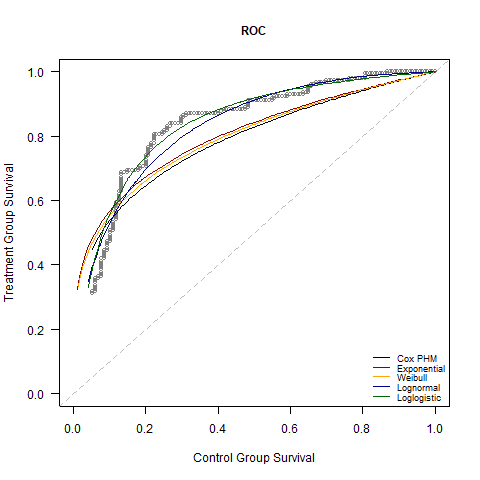 ROC
Treatment Group Survival
1.0
0.8
0.6
0.4
0.2
0.0
Cox PHM
Exponential
Weibull
Lognormal
Loglogistic
0.0 0.2 0.4 0.6 0.8 1.0
Control Group Survival